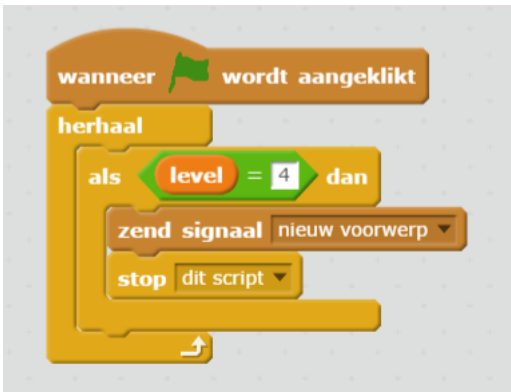 wanneer wordt aangeklikt
herhaal
als level = 4 dan
zend signaal nieuw voorwerp
stop dit script